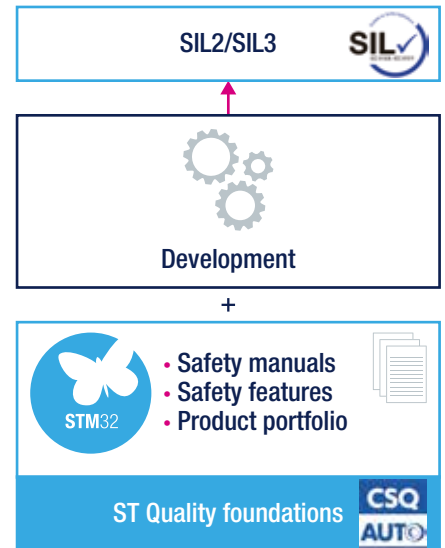 SIL2/SIL3
SIL
Development
+
• Safety manuals
• Safety features
• Product portfolio
STM32
ST Quality foundations
CSQ
AUTO